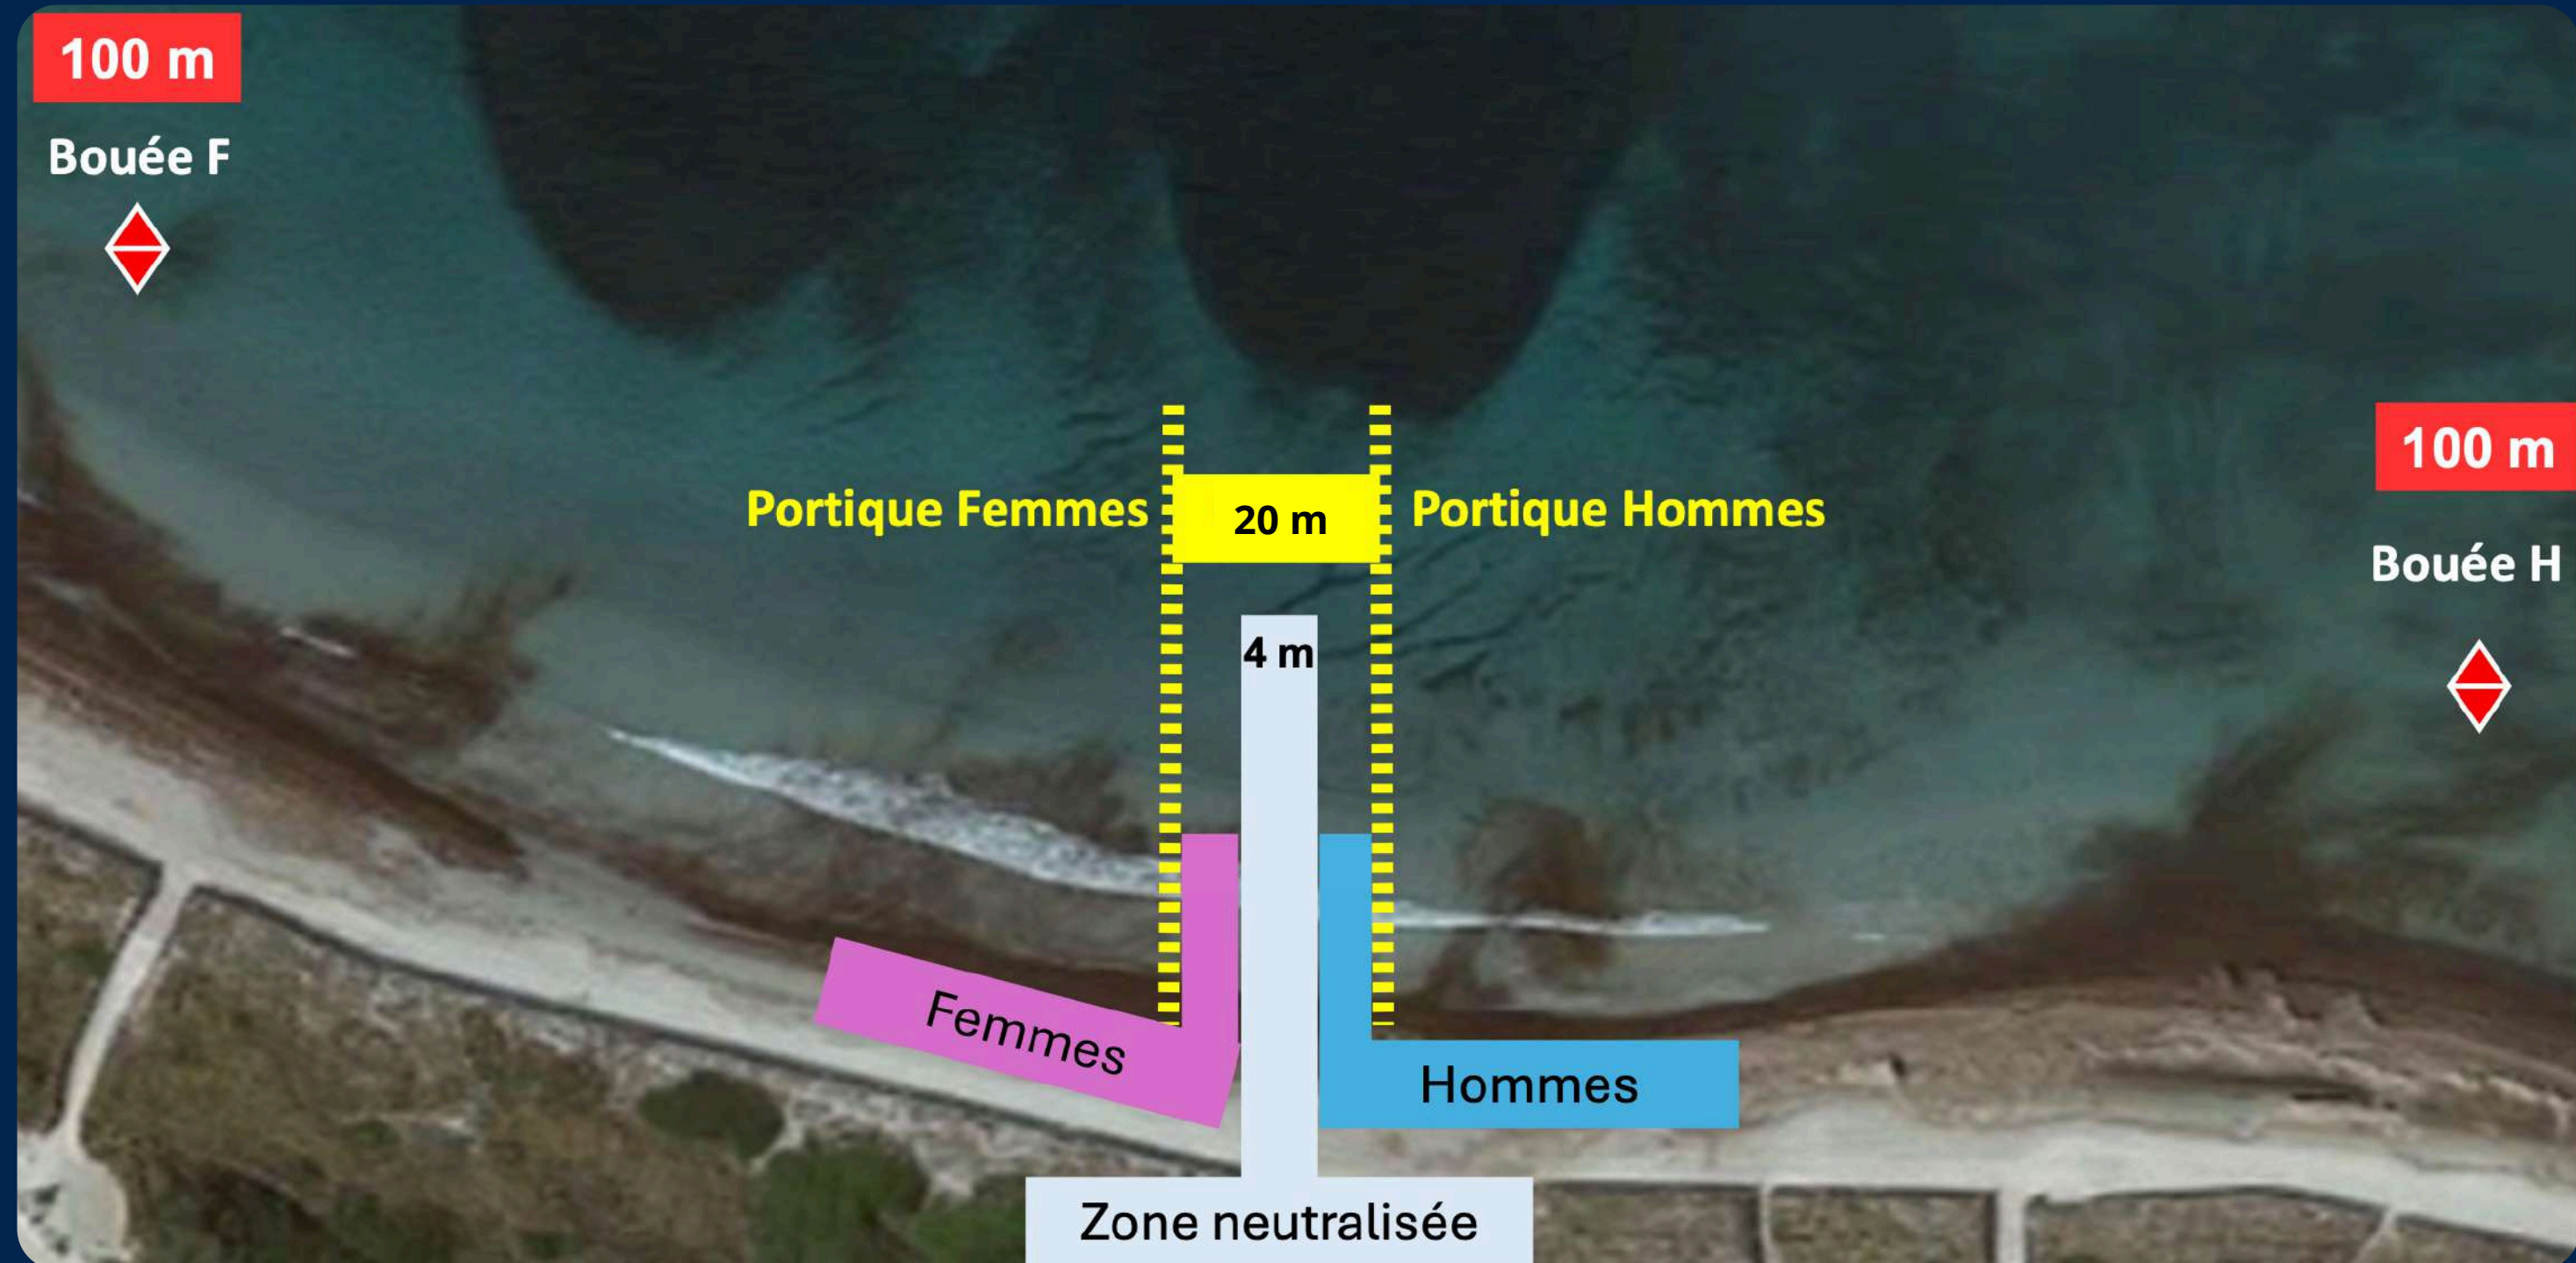 100 m
Bouée F
100 m
Bouée H
Portique Femmes
20 m
Portique Hommes
4 m
Femmes
Hommes
Zone neutralisée